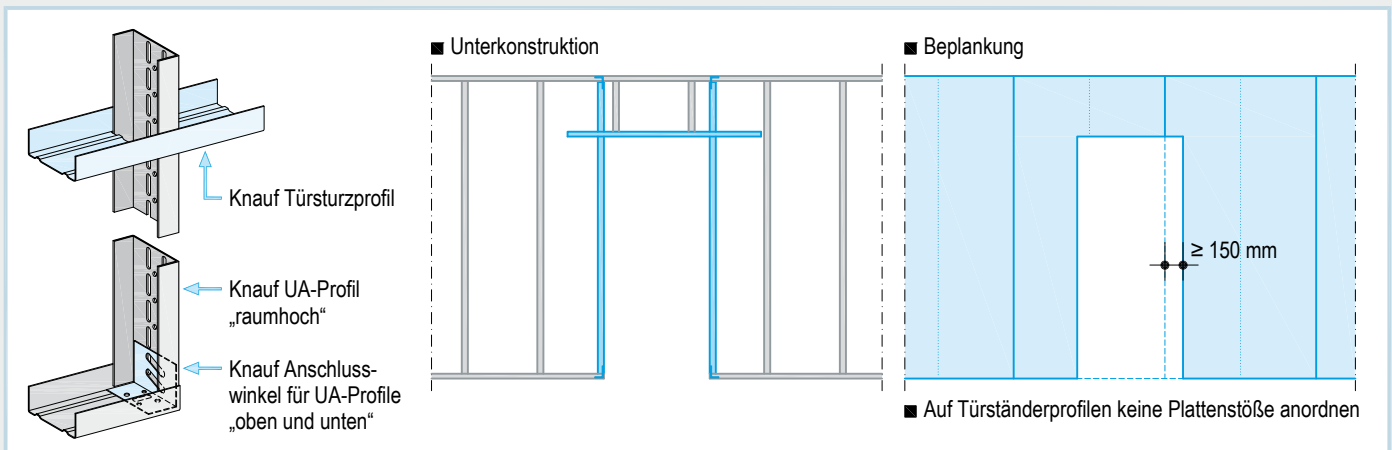 Knauf Türsturzprofil
Knauf UA-Profil
„raumhoch“
Knauf Anschluss-
winkel für UA-Profile
„oben und unten“
■ Unterkonstruktion
■ Beplankung
≥ 150 mm
■ Auf Türständerprofilen keine Plattenstöße anordnen